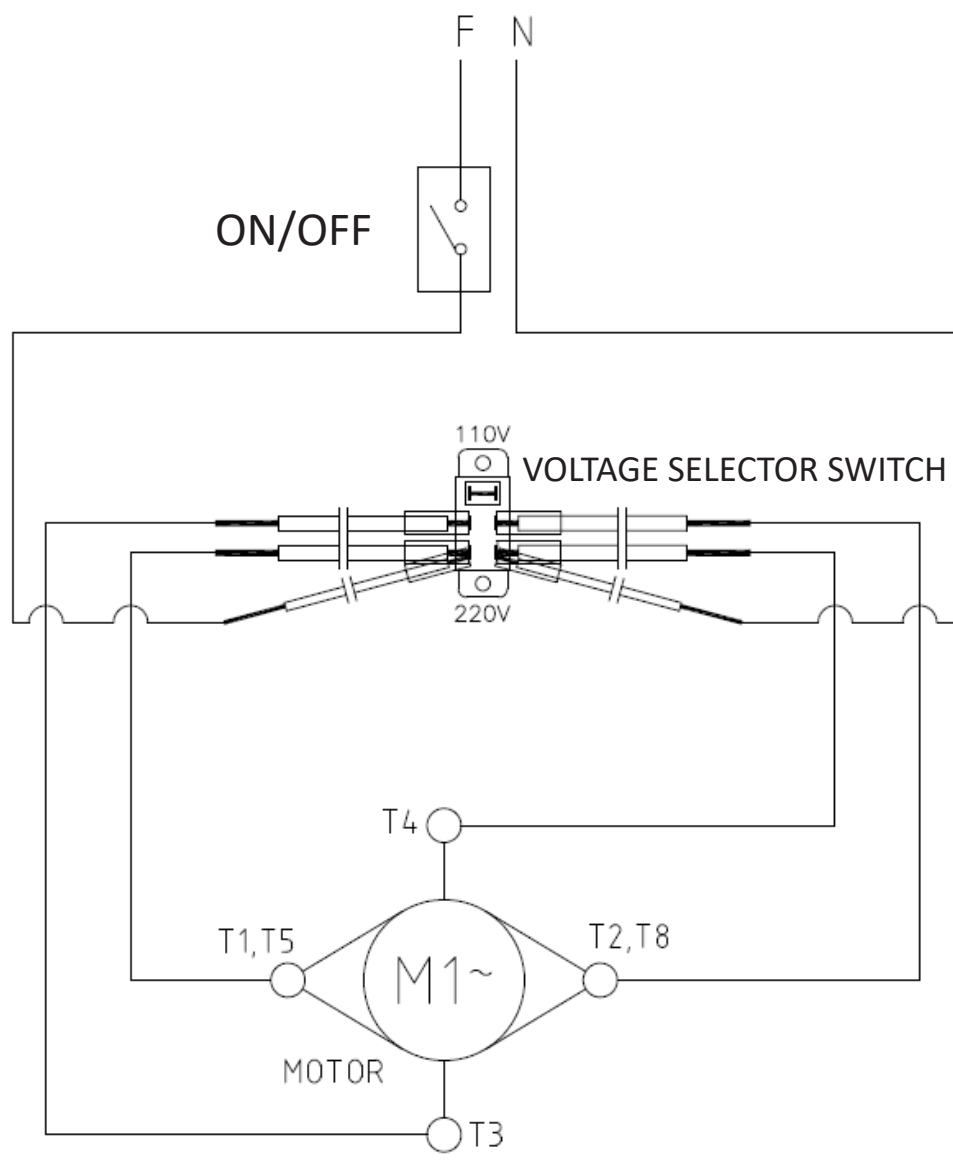 F N
ON/OFF
110V
VOLTAGE SELECTOR SWITCH
220V
T4
T1,T5
T2,T8
M1~
MOTOR
T3